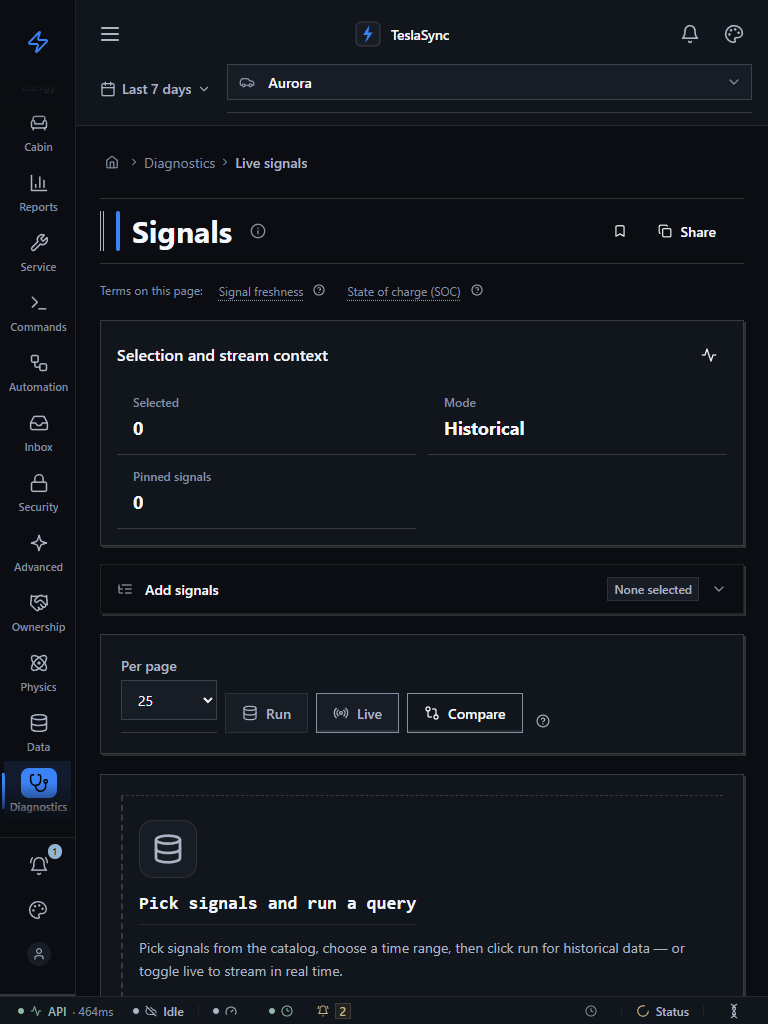 TeslaSync
Last 7 days
Aurora
Energy
Cabin
Reports
Service
Commands
Automation
Inbox
Security
Advanced
Ownership
Physics
Data
Diagnostics
1
Diagnostics
Live signals
Signals
Share
Terms on this page: Signal freshness State of charge (SOC)
Selection and stream context
Selected
0
Mode
Historical
Pinned signals
0
Add signals
None selected
Per page
25
Run
Live
Compare
Pick signals and run a query
Pick signals from the catalog, choose a time range, then click run for historical data — or
toggle live to stream in real time.
API · 464ms
Idle
2
Status